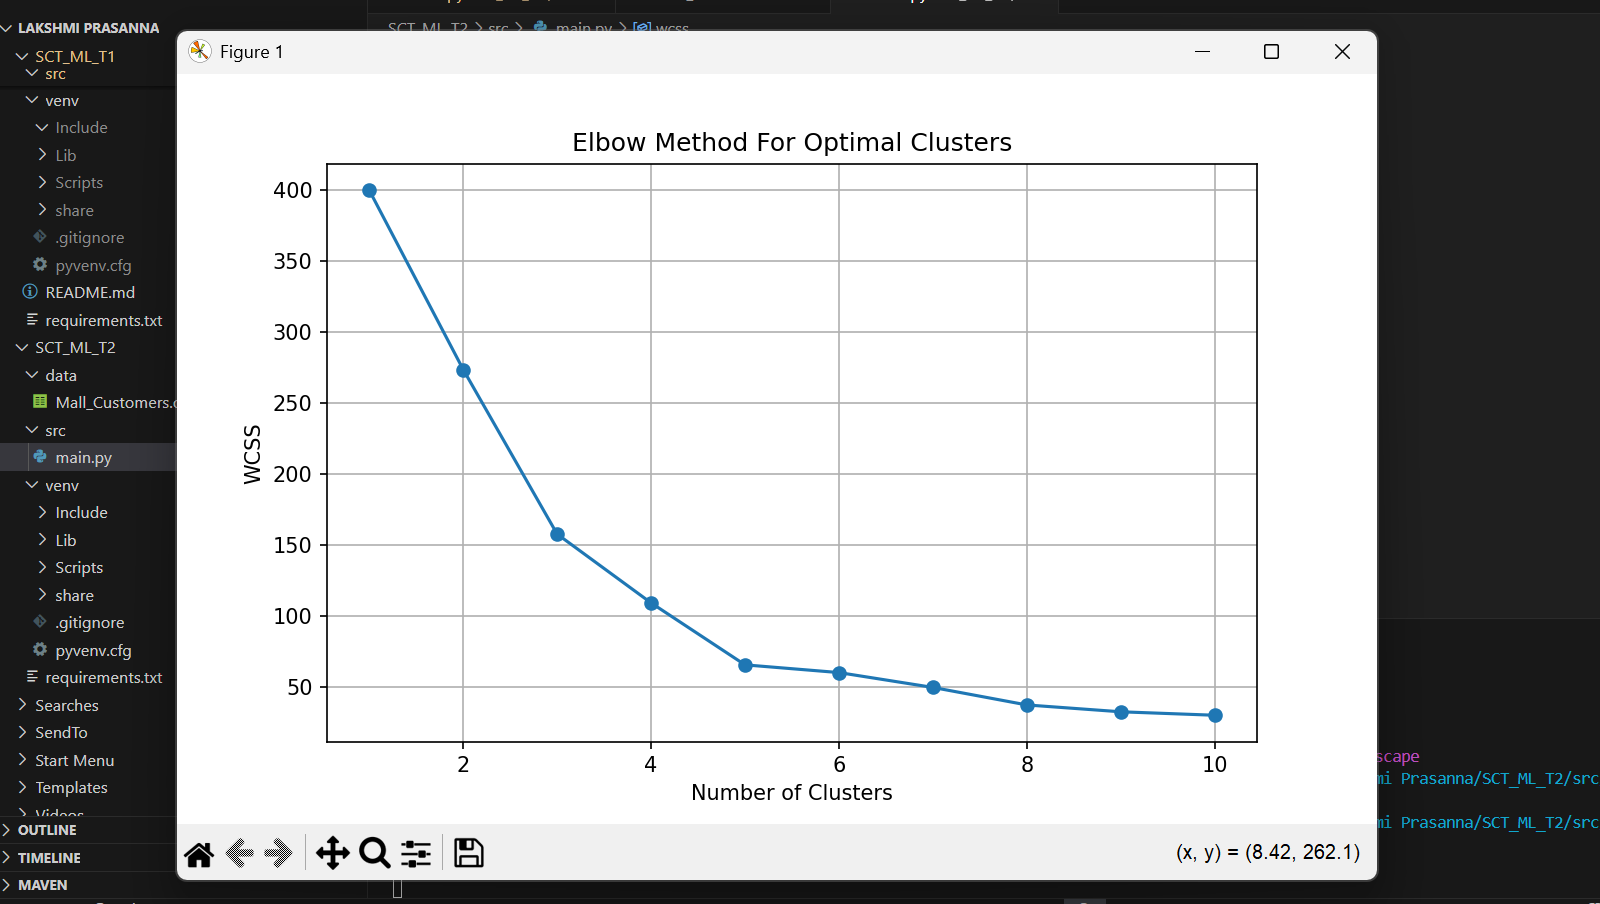 LAKSHMI PRASANNA
SCT_ML_T1
src
venv
Include
Lib
Scripts
share
.gitignore
pyvenv.cfg
README.md
requirements.txt
SCT_ML_T2
data
Mall_Customers.
src
main.py
venv
Include
Lib
Scripts
share
.gitignore
pyvenv.cfg
requirements.txt
Searches
SendTo
Start Menu
Templates
Videos
OUTLINE
TIMELINE
MAVEN
SCT_ML_T2 > src > main.py > wcss
Figure 1
Elbow Method For Optimal Clusters
400
350
300
250
200
150
100
50
WCSS
2 4 6 8 10
Number of Clusters
(x, y) = (8.42, 262.1)
scape
mi Prasanna/SCT_ML_T2/src
mi Prasanna/SCT_ML_T2/src